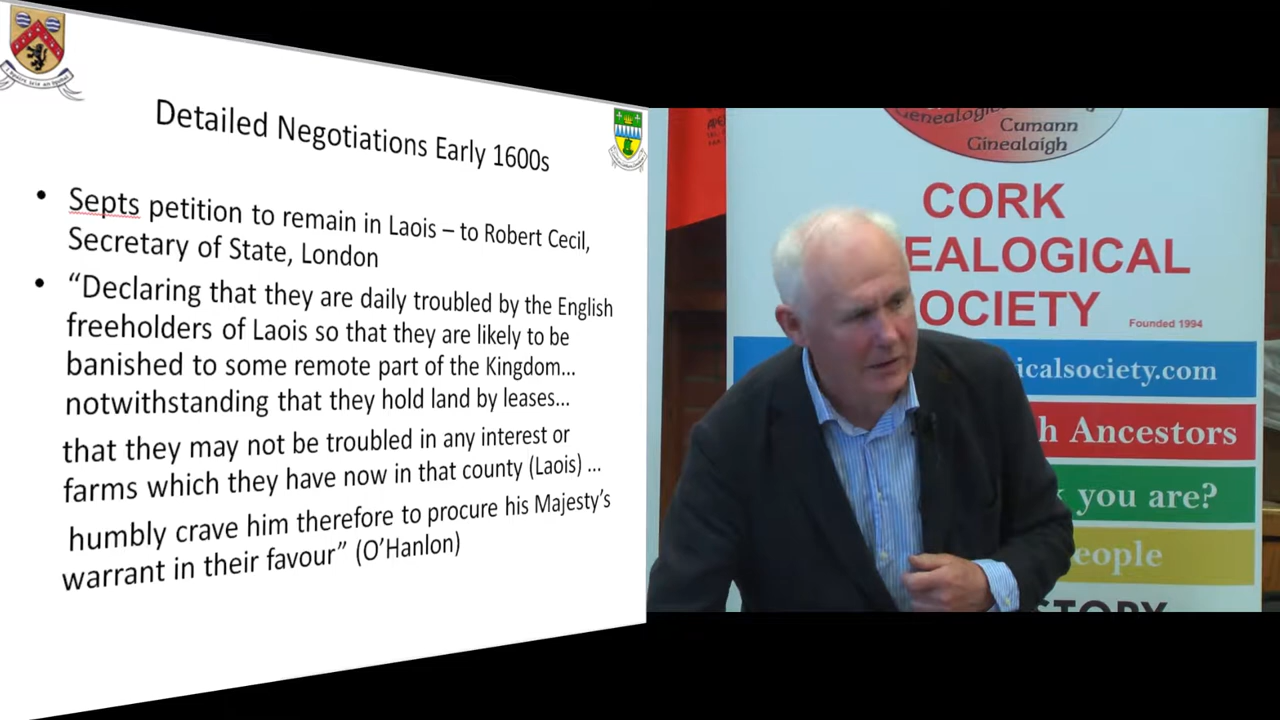 Detailed Negotiations Early 1600s
• Septs petition to remain in Laois – to Robert Cecil,
Secretary of State, London
• “Declaring that they are daily troubled by the English
freeholders of Laois so that they are likely to be
banished to some remote part of the Kingdom...
notwithstanding that they hold land by leases...
that they may not be troubled in any interest or
farms which they have now in that county (Laois) ...
humbly crave him therefore to procure his Majesty’s
warrant in their favour” (O’Hanlon)
Genealogic
Cumann
Ginealaigh
CORK
EALOGICAL
OCIETY
Founded 1994
icalsociety.com
h Ancestors
k you are?
eople
STORY